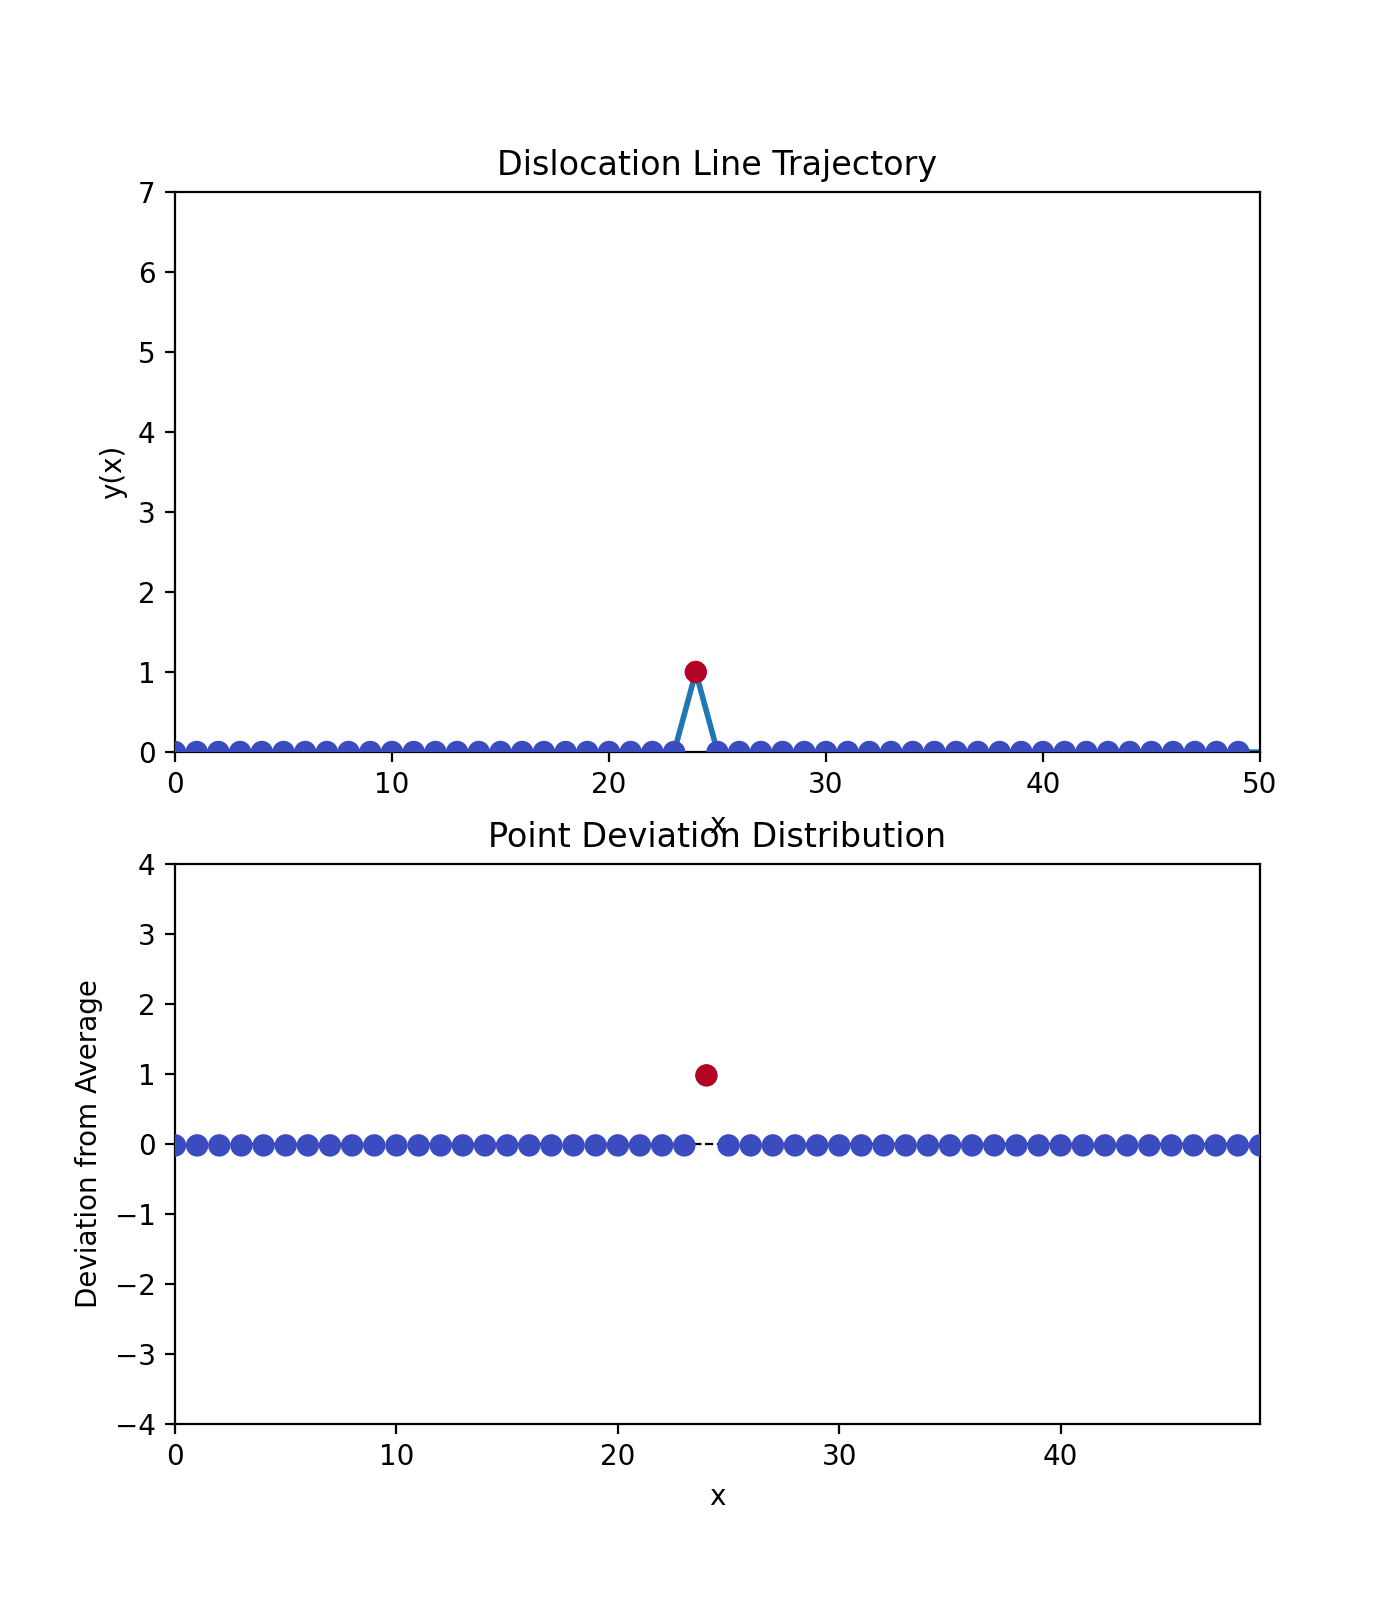 Dislocation Line Trajectory
7
6
5
4
3
2
1
0
y(x)
0 10 20 30 40 50
x
Point Deviation Distribution
4
3
2
1
0
−1
−2
−3
−4
Deviation from Average
0 10 20 30 40
x